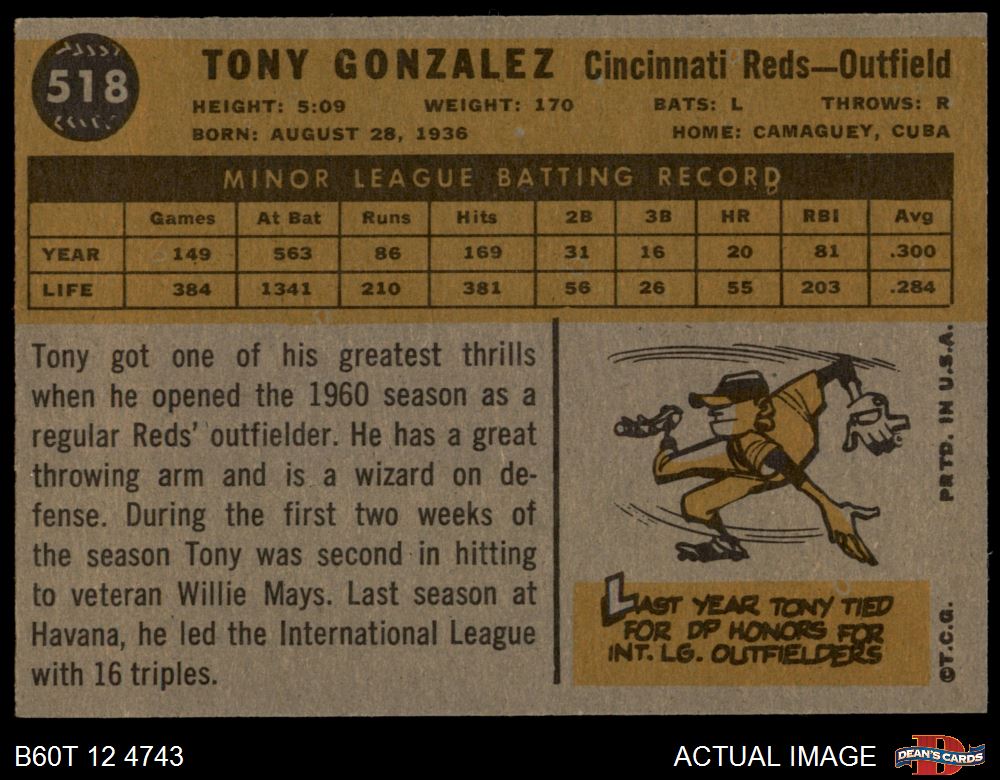 518
TONY GONZALEZ Cincinnati Reds—Outfield
HEIGHT: 5:09 WEIGHT: 170 BATS: L THROWS: R
BORN: AUGUST 28, 1936 HOME: CAMAGUEY, CUBA
MINOR LEAGUE BATTING RECORD
Games At Bat Runs Hits 2B 3B HR RBI Avg
YEAR 149 563 86 169 31 16 20 81 .300
LIFE 384 1341 210 381 56 26 55 203 .284
Tony got one of his greatest thrills
when he opened the 1960 season as a
regular Reds' outfielder. He has a great
throwing arm and is a wizard on de-
fense. During the first two weeks of
the season Tony was second in hitting
to veteran Willie Mays. Last season at
Havana, he led the International League
with 16 triples.
LAST YEAR TONY TIED
FOR DP HONORS FOR
INT. LG. OUTFIELDERS
©T.C.G. PRTD. IN U.S.A.
B60T 12 4743 ACTUAL IMAGE
D
DEAN'S CARDS